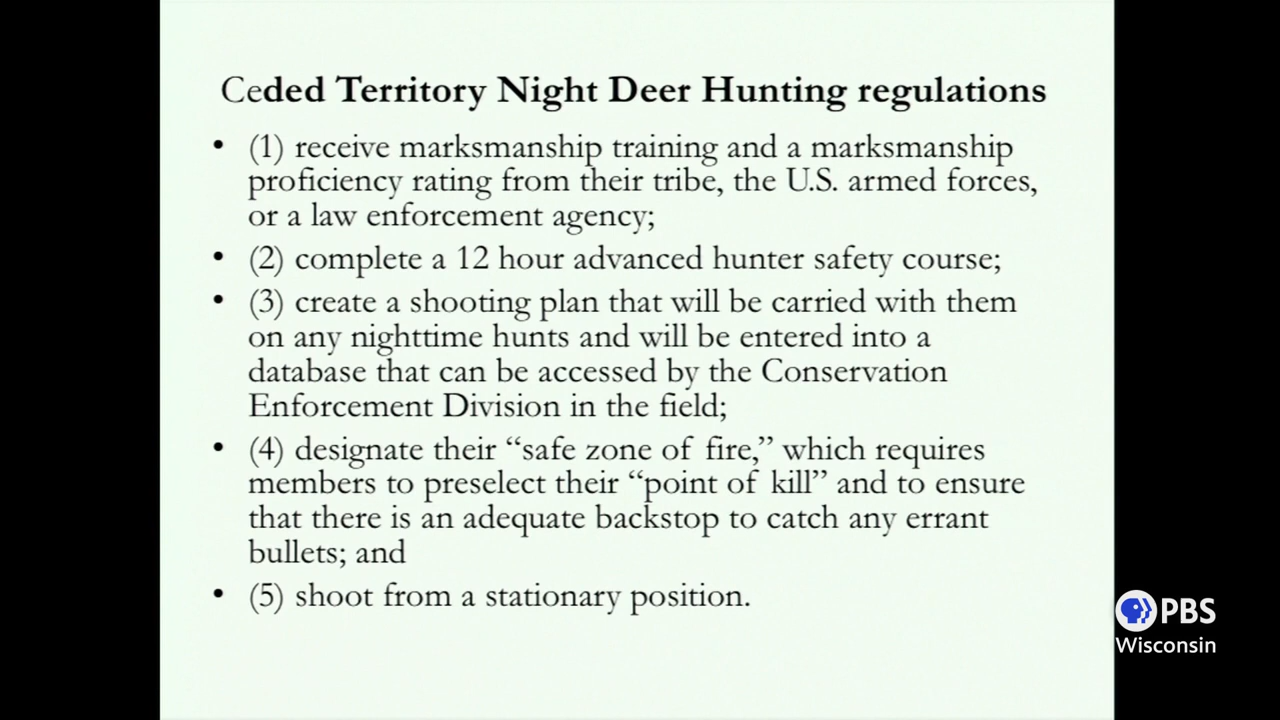 Ceded Territory Night Deer Hunting regulations
• (1) receive marksmanship training and a marksmanship
proficiency rating from their tribe, the U.S. armed forces,
or a law enforcement agency;
• (2) complete a 12 hour advanced hunter safety course;
• (3) create a shooting plan that will be carried with them
on any nighttime hunts and will be entered into a
database that can be accessed by the Conservation
Enforcement Division in the field;
• (4) designate their “safe zone of fire,” which requires
members to preselect their “point of kill” and to ensure
that there is an adequate backstop to catch any errant
bullets; and
• (5) shoot from a stationary position.
PBS
Wisconsin